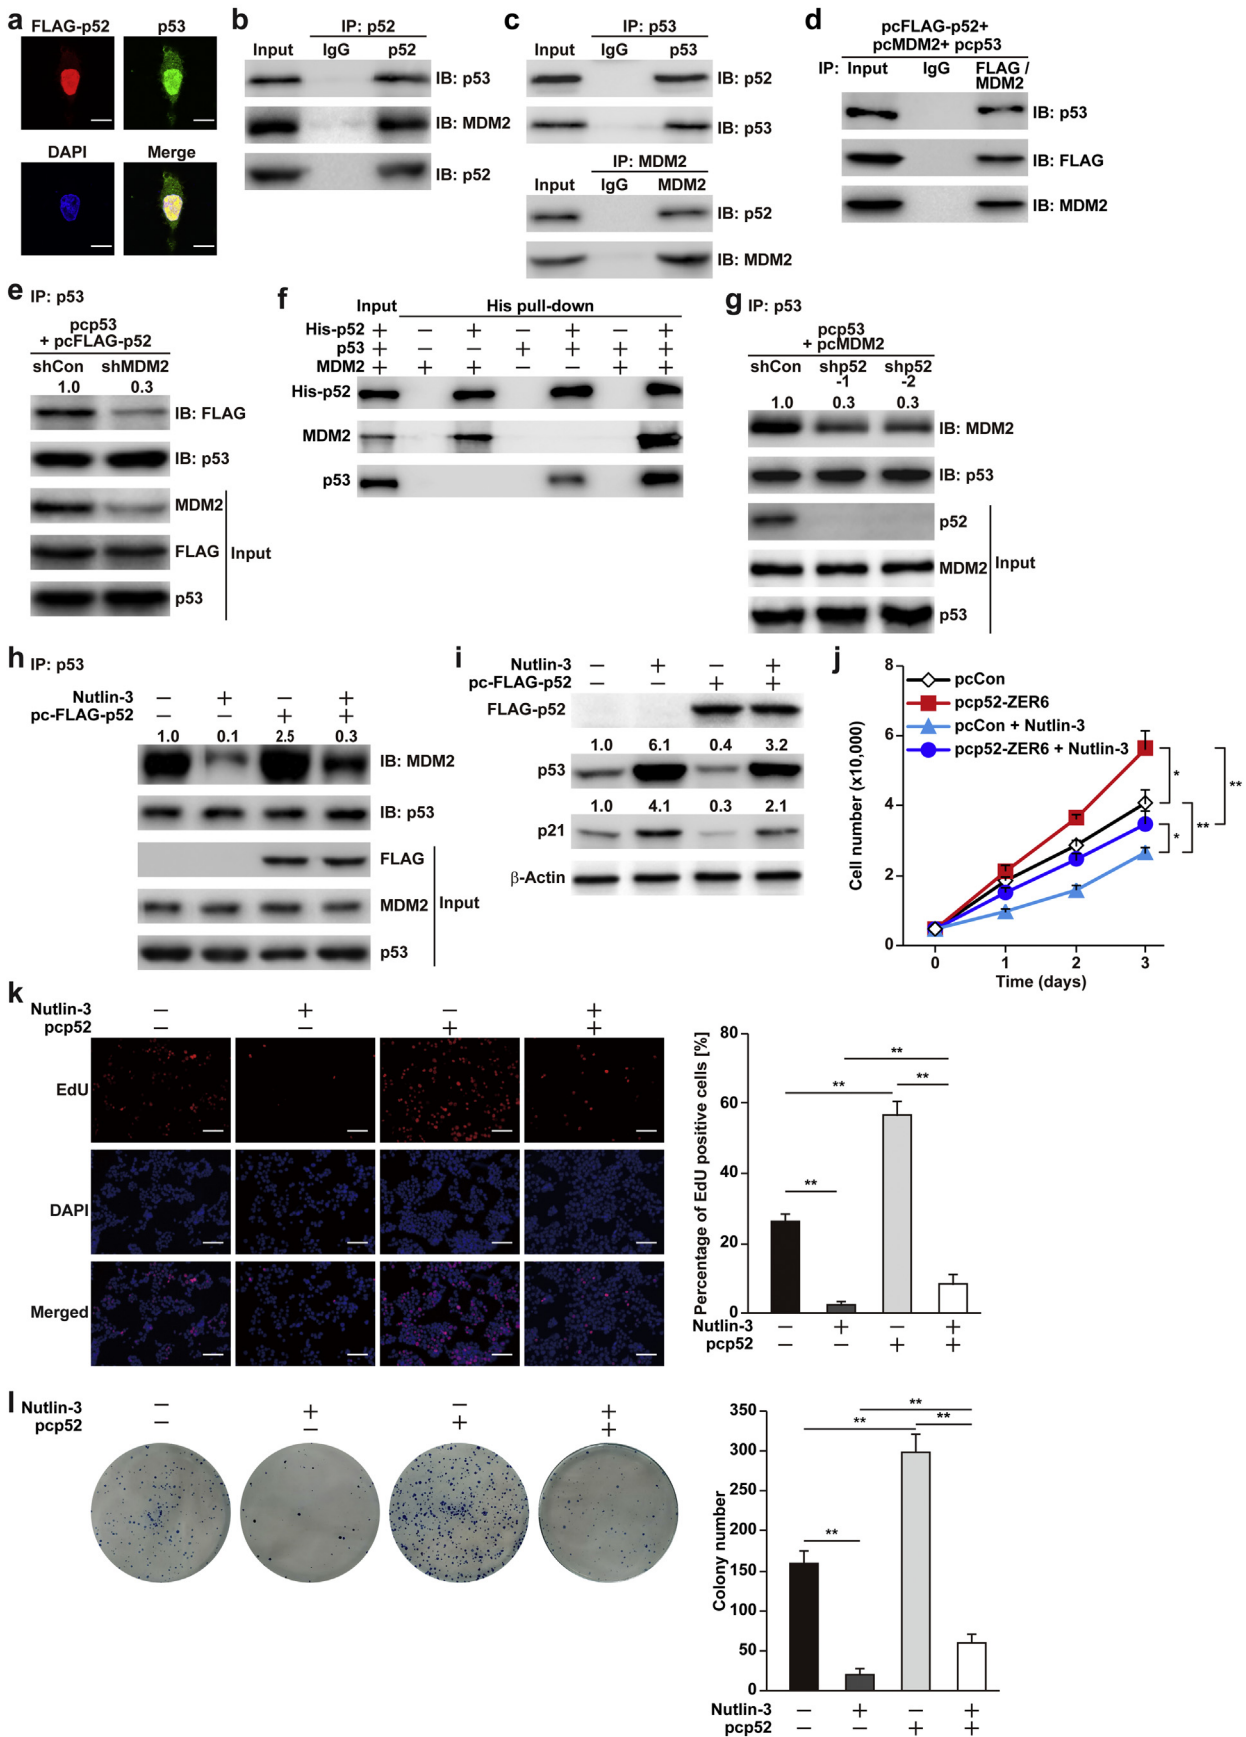 a
FLAG-p52 p53
DAPI Merge
b
IP: p52
Input IgG p52
IB: p53
IB: MDM2
IB: p52
c
IP: p53
Input IgG p53
IB: p52
IB: p53
IP: MDM2
Input IgG MDM2
IB: p52
IB: MDM2
d
pcFLAG-p52+
pcMDM2+ pcp53
IP: Input IgG FLAG /
MDM2
IB: p53
IB: FLAG
IB: MDM2
e
IP: p53
pcp53
+ pcFLAG-p52
shCon shMDM2
1.0 0.3
IB: FLAG
IB: p53
MDM2
FLAG
p53
Input
f
Input His pull-down
His-p52 + − + − + − +
p53 + − − + + + +
MDM2 + + + − − + +
His-p52
MDM2
p53
g
IP: p53
pcp53
+ pcMDM2
shCon shp52 shp52
-1 -2
1.0 0.3 0.3
IB: MDM2
IB: p53
p52
MDM2
p53
Input
h
IP: p53
Nutlin-3 − + − +
pc-FLAG-p52 − − + +
1.0 0.1 2.5 0.3
IB: MDM2
IB: p53
FLAG
MDM2
p53
Input
i
Nutlin-3 − + − +
pc-FLAG-p52 − − + +
FLAG-p52
1.0 6.1 0.4 3.2
p53
1.0 4.1 0.3 2.1
p21
β-Actin
j
Cell number (x10,000)
8
6
4
2
0
0 1 2 3
Time (days)
pcCon
pcp52-ZER6
pcCon + Nutlin-3
pcp52-ZER6 + Nutlin-3
*
*
**
**
k
Nutlin-3 − + − +
pcp52 − − + +
EdU
DAPI
Merged
Percentage of EdU positive cells [%]
80
60
40
20
0
**
**
**
**
Nutlin-3 − + − +
pcp52 − − + +
l
Nutlin-3 − + − +
pcp52 − − + +
Colony number
350
300
250
200
150
100
50
0
**
**
**
**
Nutlin-3 − + − +
pcp52 − − + +